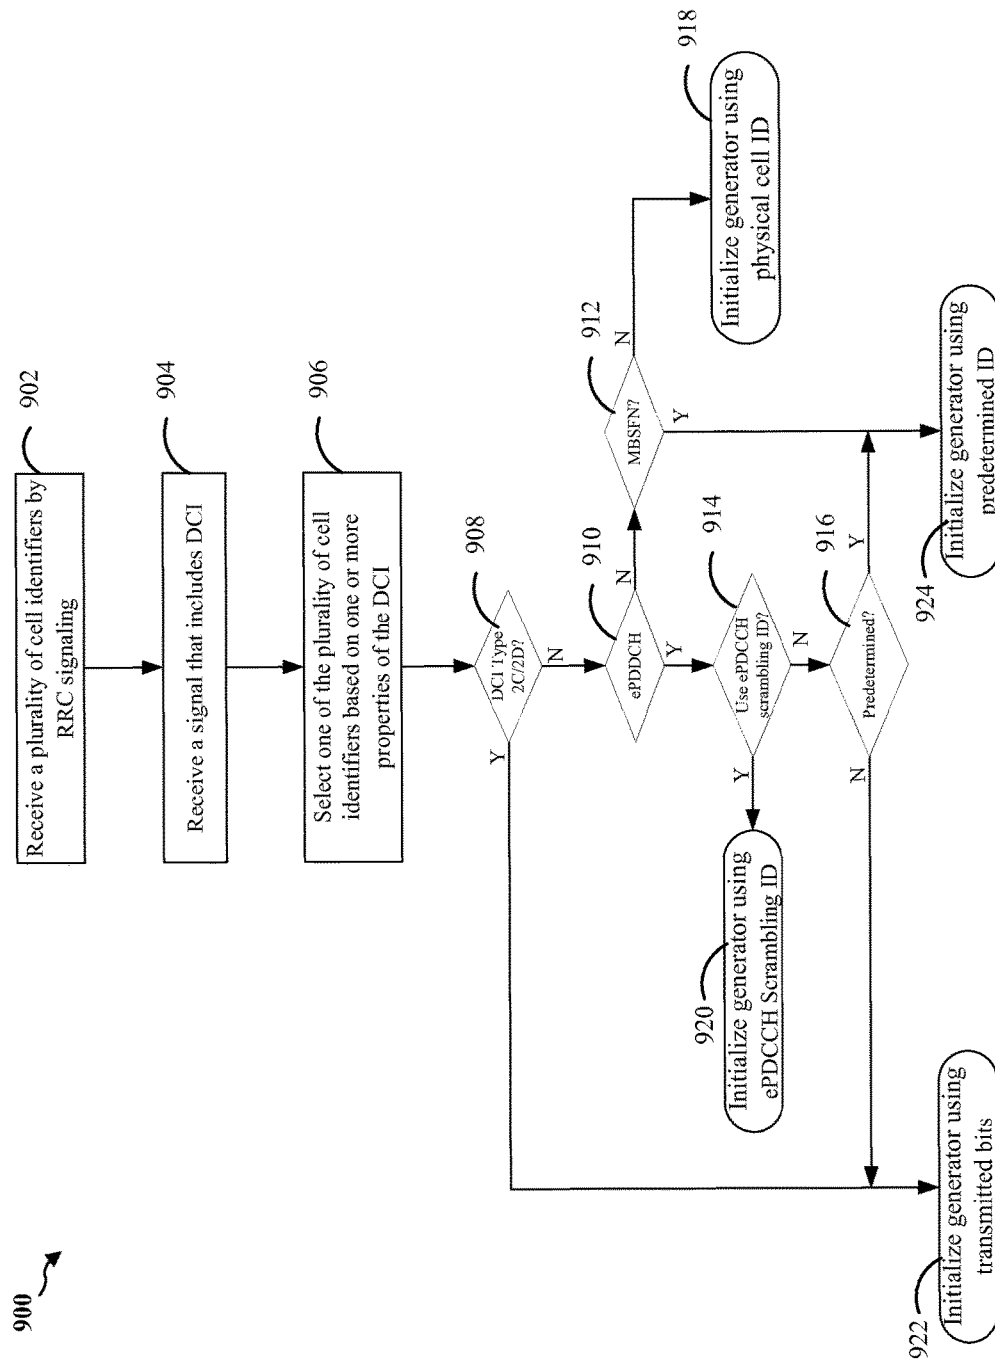 900
Receive a plurality of cell identifiers by
RRC signaling
902
Receive a signal that includes DCI
904
Select one of the plurality of cell
identifiers based on one or more
properties of the DCI
906
DCI Type
2C/2D?
908
Y
N
ePDDCH
910
N
Y
MBSFN?
912
N
Y
Initialize generator using
physical cell ID
918
Use ePDCCH
scrambling ID?
914
Y
N
Initialize generator using
ePDCCH Scrambling ID
920
Predetermined?
916
N
Y
Initialize generator using
transmitted bits
922
Initialize generator using
predetermined ID
924